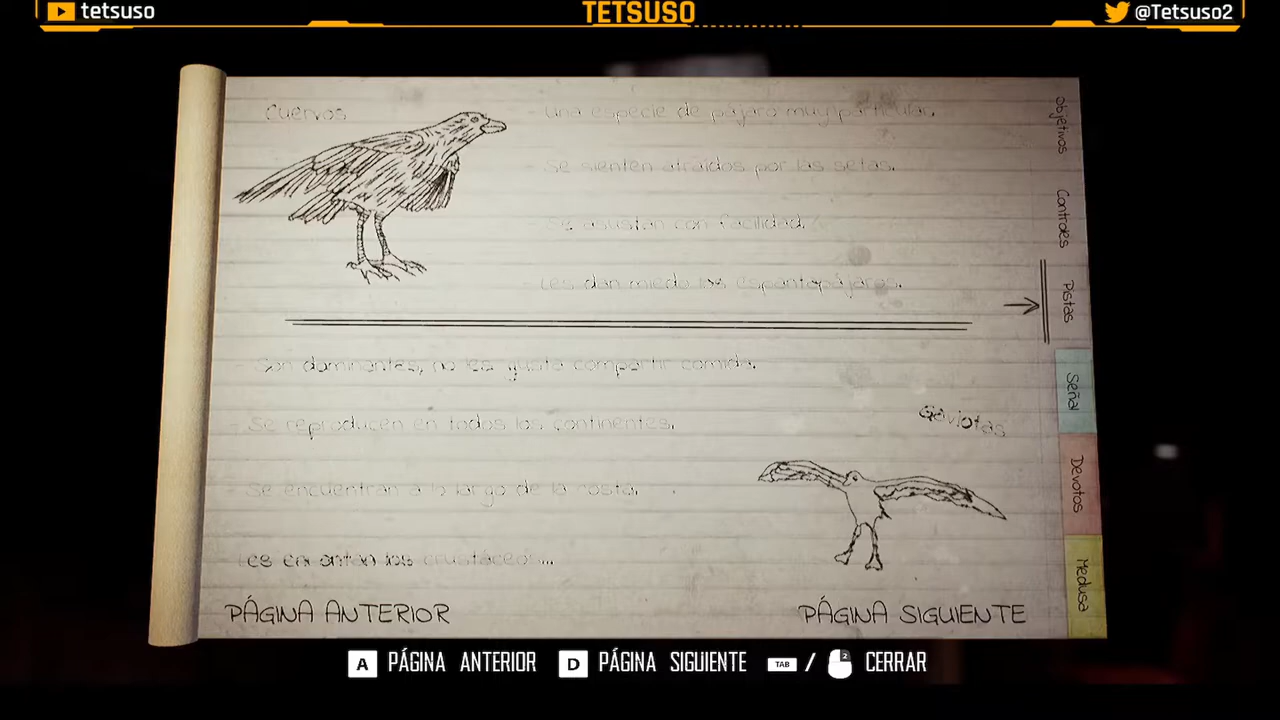 tetsuso
TETSUSO
@Tetsuso2
Cuervos
- Una especie de pájaro muy particular.
- Se sienten atraídos por las setas.
- Se asustan con facilidad.
- Les dan miedo los espantapájaros.
- Son dominantes, no les gusta compartir comida.
- Se reproducen en todos los continentes.
- Se encuentran a lo largo de la costa.
- Les encantan los crustáceos...
Gaviotas
Objetivos
Controles
Pistas
Señal
Devotos
Medusa
PÁGINA ANTERIOR
PÁGINA SIGUIENTE
A PÁGINA ANTERIOR D PÁGINA SIGUIENTE TAB / 2 CERRAR